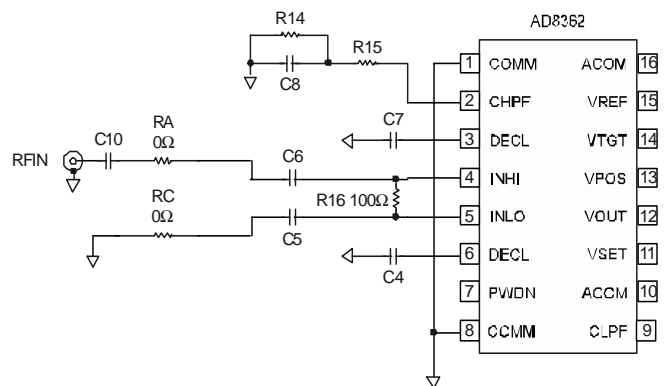 AD8362
R14
R15
C8
1 COMM ACOM 16
2 CHPF VREF 15
C7
3 DECL VTGT 14
RFIN
C10
RA
0Ω
C6
4 INHI VPOS 13
R16 100Ω
RC
0Ω
C5
5 INLO VOUT 12
C4
6 DECL VSET 11
7 PWDN ACOM 10
8 COMM CLPF 9